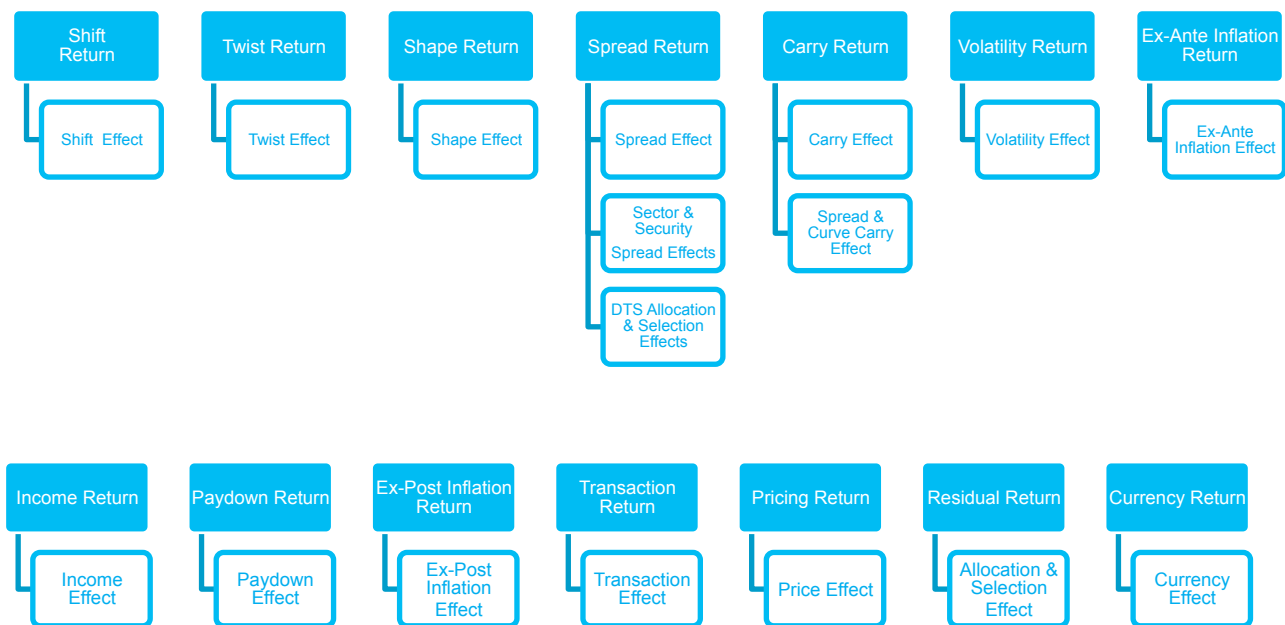 Shift
Return
Twist Return
Shape Return
Spread Return
Carry Return
Volatility Return
Ex-Ante Inflation
Return
Shift Effect
Twist Effect
Shape Effect
Spread Effect
Carry Effect
Volatility Effect
Ex-Ante
Inflation Effect
Sector &
Security
Spread Effects
Spread &
Curve Carry
Effect
DTS Allocation
& Selection
Effects
Income Return
Paydown Return
Ex-Post Inflation
Return
Transaction
Return
Pricing Return
Residual Return
Currency Return
Income
Effect
Paydown
Effect
Ex-Post
Inflation
Effect
Transaction
Effect
Price Effect
Allocation &
Selection
Effect
Currency
Effect